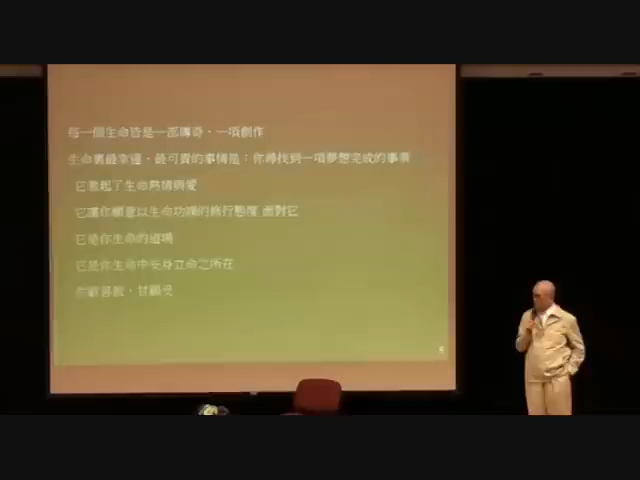 每一個生命皆是一部傳奇，一項創作
生命裏最幸運、最可貴的事情是：你尋找到一項夢想完成的事業
它激起了生命熱情與愛
它讓你願意以生命功課的修行態度 面對它
它是你生命的道場
它是你生命中安身立命之所在
你歡喜做、甘願受